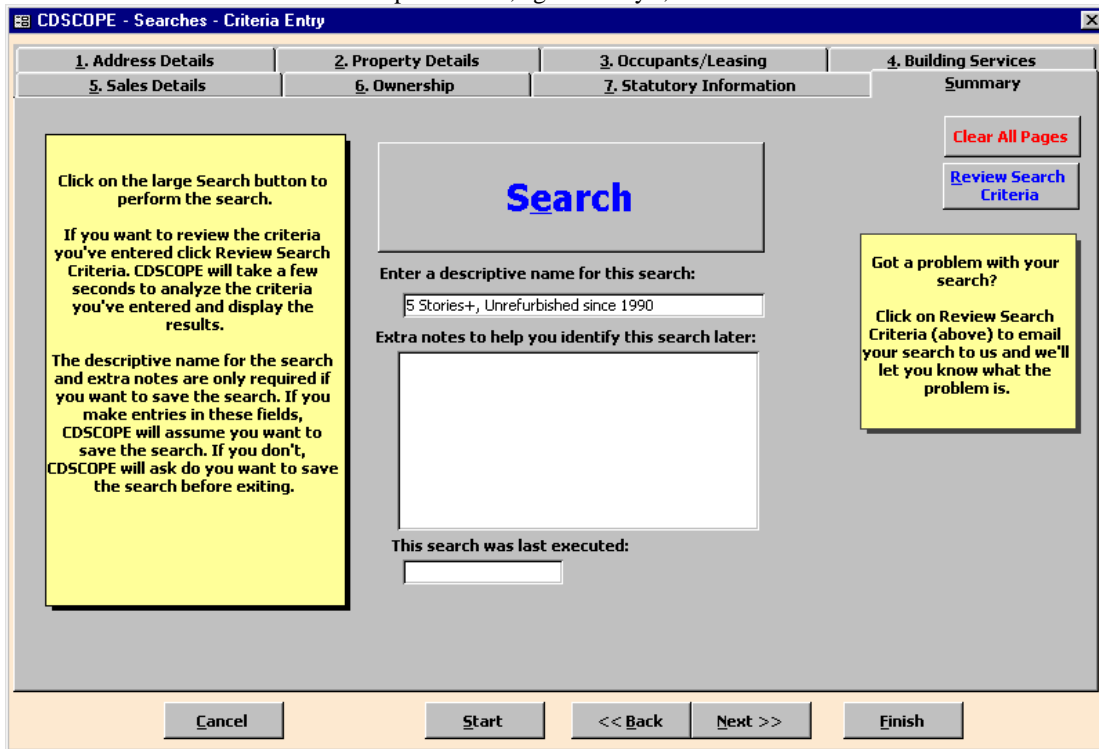 CDSCOPE - Searches - Criteria Entry
1. Address Details
2. Property Details
3. Occupants/Leasing
4. Building Services
5. Sales Details
6. Ownership
7. Statutory Information
Summary
Click on the large Search button to
perform the search.
If you want to review the criteria
you've entered click Review Search
Criteria. CDSCOPE will take a few
seconds to analyze the criteria
you've entered and display the
results.
The descriptive name for the search
and extra notes are only required if
you want to save the search. If you
make entries in these fields,
CDSCOPE will assume you want to
save the search. If you don't,
CDSCOPE will ask do you want to save
the search before exiting.
Search
Enter a descriptive name for this search:
5 Stories+, Unrefurbished since 1990
Extra notes to help you identify this search later:
This search was last executed:
Clear All Pages
Review Search
Criteria
Got a problem with your
search?
Click on Review Search
Criteria (above) to email
your search to us and we'll
let you know what the
problem is.
Cancel
Start
<< Back
Next >>
Finish